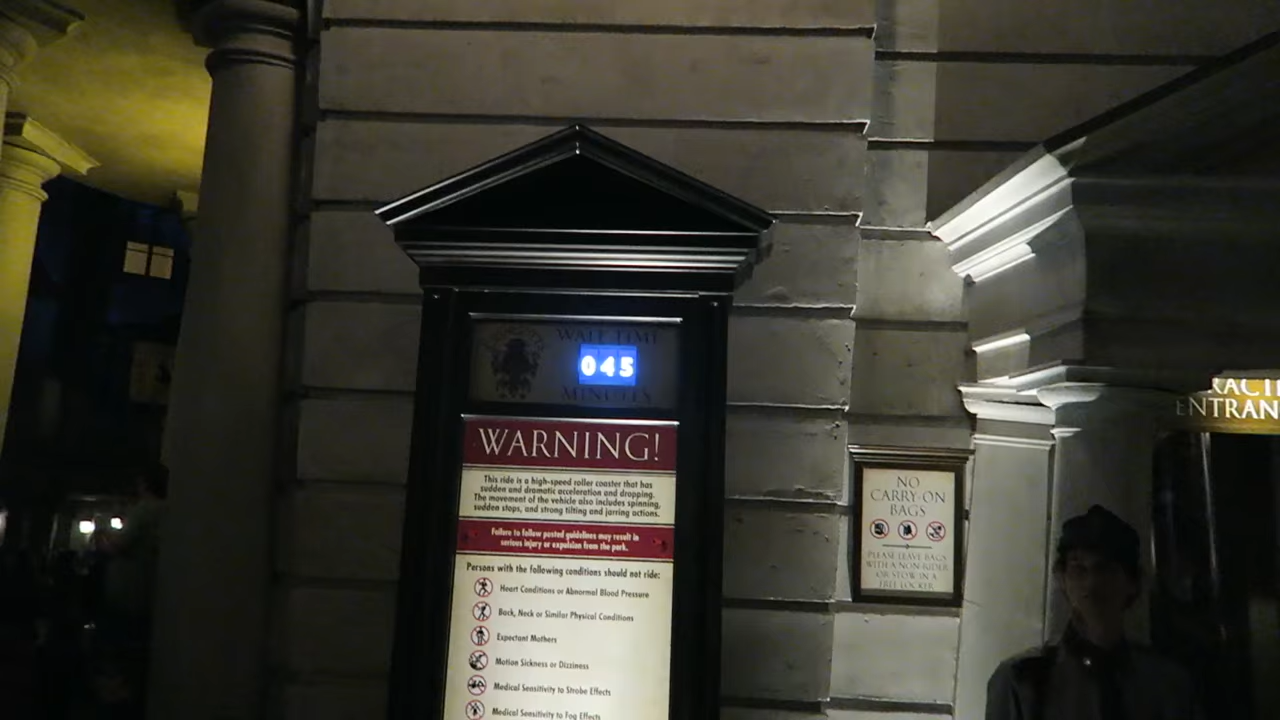 WAIT TIME
045
MINUTES
WARNING!
This ride is a high-speed roller coaster that has
sudden and dramatic acceleration and dropping.
The movement of the vehicle also includes spinning,
sudden stops, and strong tilting and jarring actions.
Failure to follow posted guidelines may result in
serious injury or expulsion from the park.
Persons with the following conditions should not ride:
Heart Conditions or Abnormal Blood Pressure
Back, Neck or Similar Physical Conditions
Expectant Mothers
Motion Sickness or Dizziness
Medical Sensitivity to Strobe Effects
Medical Sensitivity to Fog Effects
NO
CARRY-ON
BAGS
PLEASE LEAVE BAGS
WITH A NON-RIDER
OR STOW IN A
FREE LOCKER
RACTI
ENTRAN